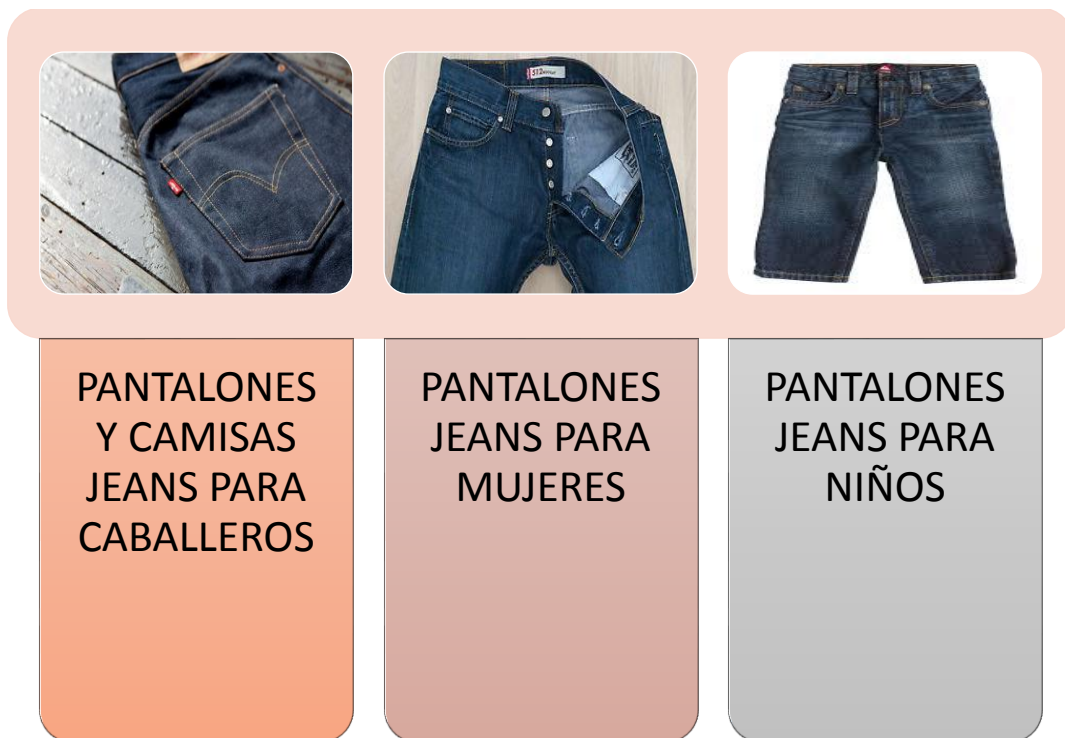 PANTALONES
Y CAMISAS
JEANS PARA
CABALLEROS
PANTALONES
JEANS PARA
MUJERES
PANTALONES
JEANS PARA
NIÑOS